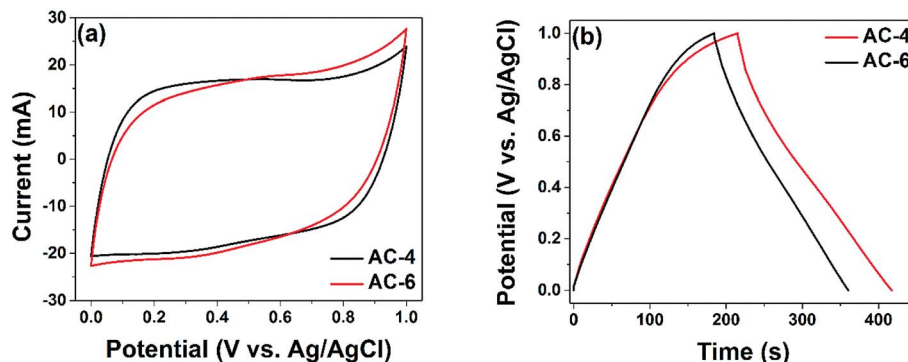 (a)
30
20
10
0
-10
-20
-30
Current (mA)
AC-4
AC-6
0.0 0.2 0.4 0.6 0.8 1.0
Potential (V vs. Ag/AgCl)
(b)
AC-4
AC-6
1.0
0.8
0.6
0.4
0.2
0.0
Potential (V vs. Ag/AgCl)
0 100 200 300 400
Time (s)